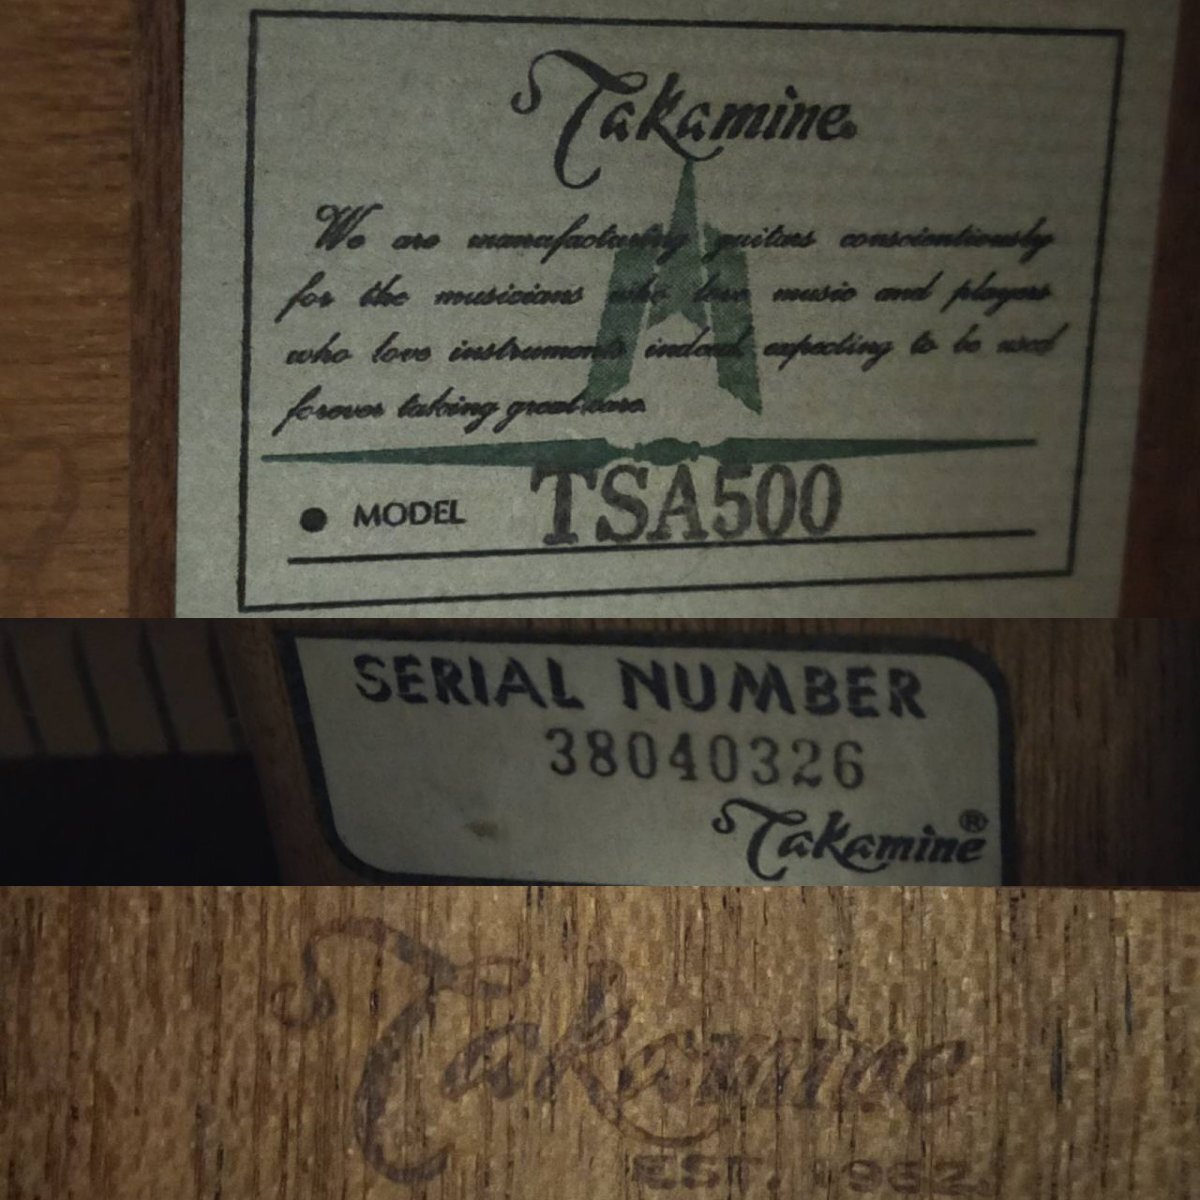 Takamine®
We are manufacturing guitars conscientiously
for the musicians who love music and players
who love instruments indeed expecting to be used
forever taking great care.
MODEL TSA500
SERIAL NUMBER
38040326
Takamine®
Takamine
EST. 1962